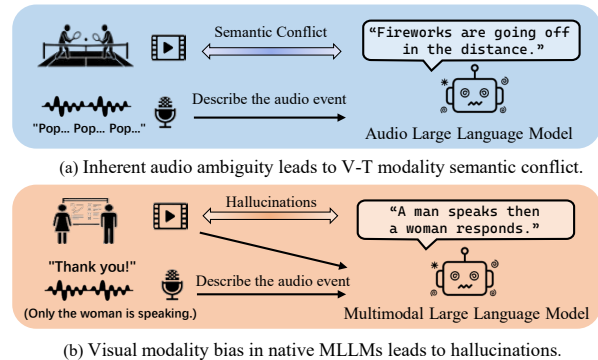 Semantic Conflict
“Fireworks are going off
in the distance.”
Describe the audio event
"Pop... Pop... Pop..."
Audio Large Language Model
(a) Inherent audio ambiguity leads to V-T modality semantic conflict.
Hallucinations
“A man speaks then
a woman responds.”
"Thank you!"
Describe the audio event
(Only the woman is speaking.)
Multimodal Large Language Model
(b) Visual modality bias in native MLLMs leads to hallucinations.